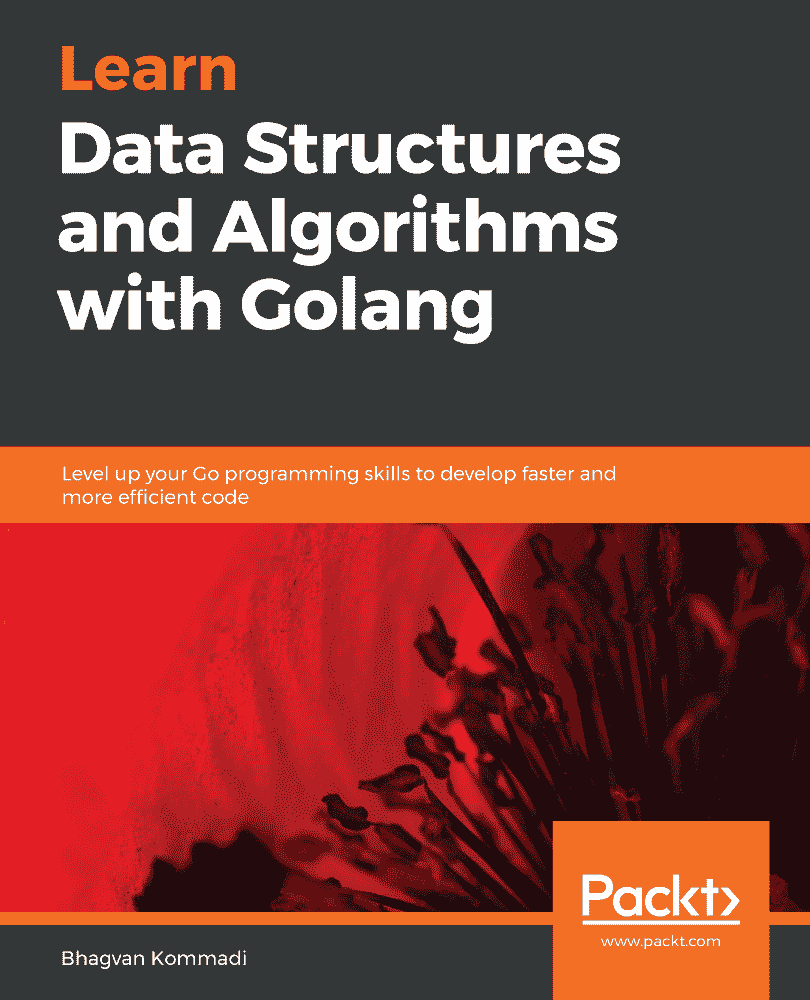 Learn
Data Structures
and Algorithms
with Golang
Level up your Go programming skills to develop faster and
more efficient code
Packt>
www.packt.com
Bhagvan Kommadi